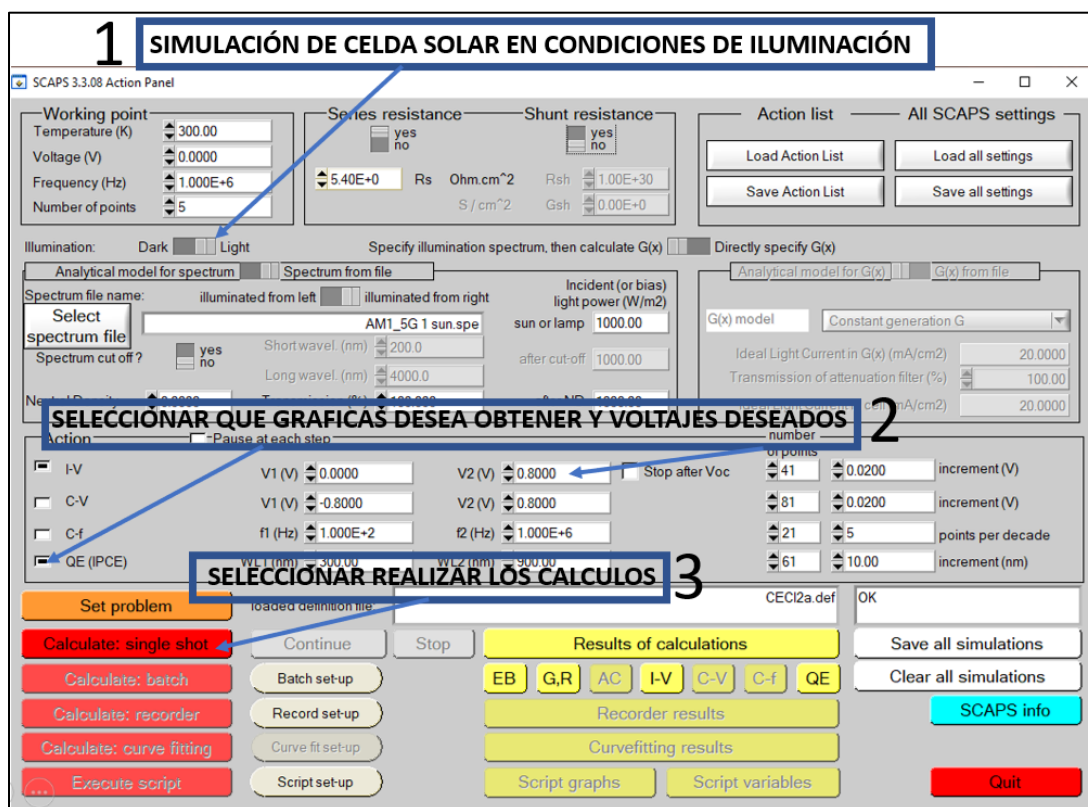 1 SIMULACIÓN DE CELDA SOLAR EN CONDICIONES DE ILUMINACIÓN
SCAPS 3.3.08 Action Panel
Working point
Temperature (K) 300.00
Voltage (V) 0.0000
Frequency (Hz) 1.000E+6
Number of points 5
Series resistance
yes
no
Shunt resistance
yes
no
5.40E+0 Rs Ohm.cm^2 Rsh 1.00E+30
S / cm^2 Gsh 0.00E+0
Action list
Load Action List
Save Action List
All SCAPS settings
Load all settings
Save all settings
Illumination: Dark Light Specify illumination spectrum, then calculate G(x) Directly specify G(x)
Analytical model for spectrum Spectrum from file
Spectrum file name: illuminated from left illuminated from right
Incident (or bias)
light power (W/m2)
Select
spectrum file
AM1_5G 1 sun.spe sun or lamp 1000.00
Spectrum cut off ? yes
no
Short wavel. (nm) 200.0
Long wavel. (nm) 4000.0
after cut-off 1000.00
Analytical model for G(x) G(x) from file
G(x) model Constant generation G
Ideal Light Current in G(x) (mA/cm2) 20.0000
Transmission of attenuation filter (%) 100.00
20.0000
SELECCIONAR QUE GRAFICAS DESEA OBTENER Y VOLTAJES DESEADOS 2
Action Pause at each step number
of points
I-V V1 (V) 0.0000 V2 (V) 0.8000 Stop after Voc 41 0.0200 increment (V)
C-V V1 (V) -0.8000 V2 (V) 0.8000 81 0.0200 increment (V)
C-f f1 (Hz) 1.000E+2 f2 (Hz) 1.000E+6 21 5 points per decade
QE (IPCE) WL1 (nm) 300.00 WL2 (nm) 900.00 61 10.00 increment (nm)
SELECCIONAR REALIZAR LOS CALCULOS 3
Set problem loaded definition file: CECI2a.def OK
Calculate: single shot Continue Stop Results of calculations Save all simulations
Calculate: batch Batch set-up EB G,R AC I-V C-V C-f QE Clear all simulations
Calculate: recorder Record set-up Recorder results SCAPS info
Calculate: curve fitting Curve fit set-up Curvefitting results
Execute script Script set-up Script graphs Script variables Quit